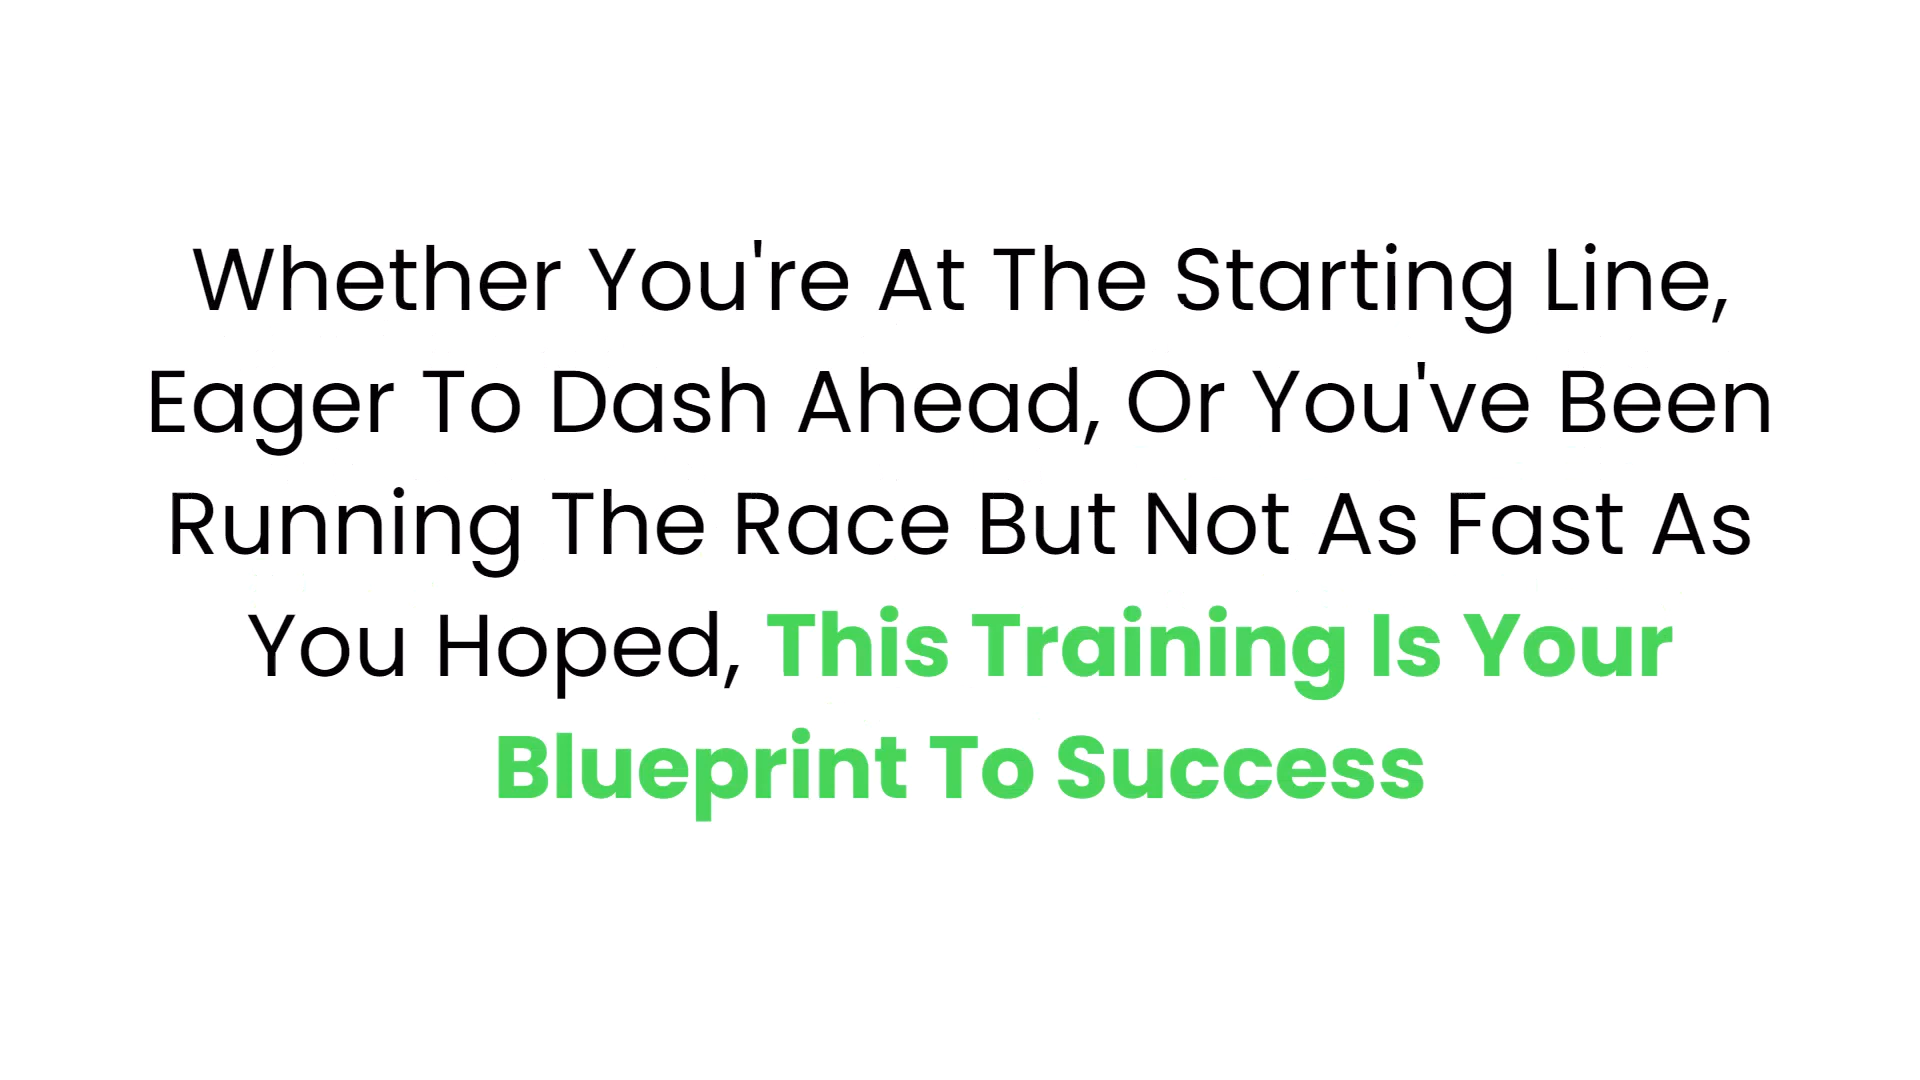 Whether You're At The Starting Line,
Eager To Dash Ahead, Or You've Been
Running The Race But Not As Fast As
You Hoped, This Training Is Your
Blueprint To Success